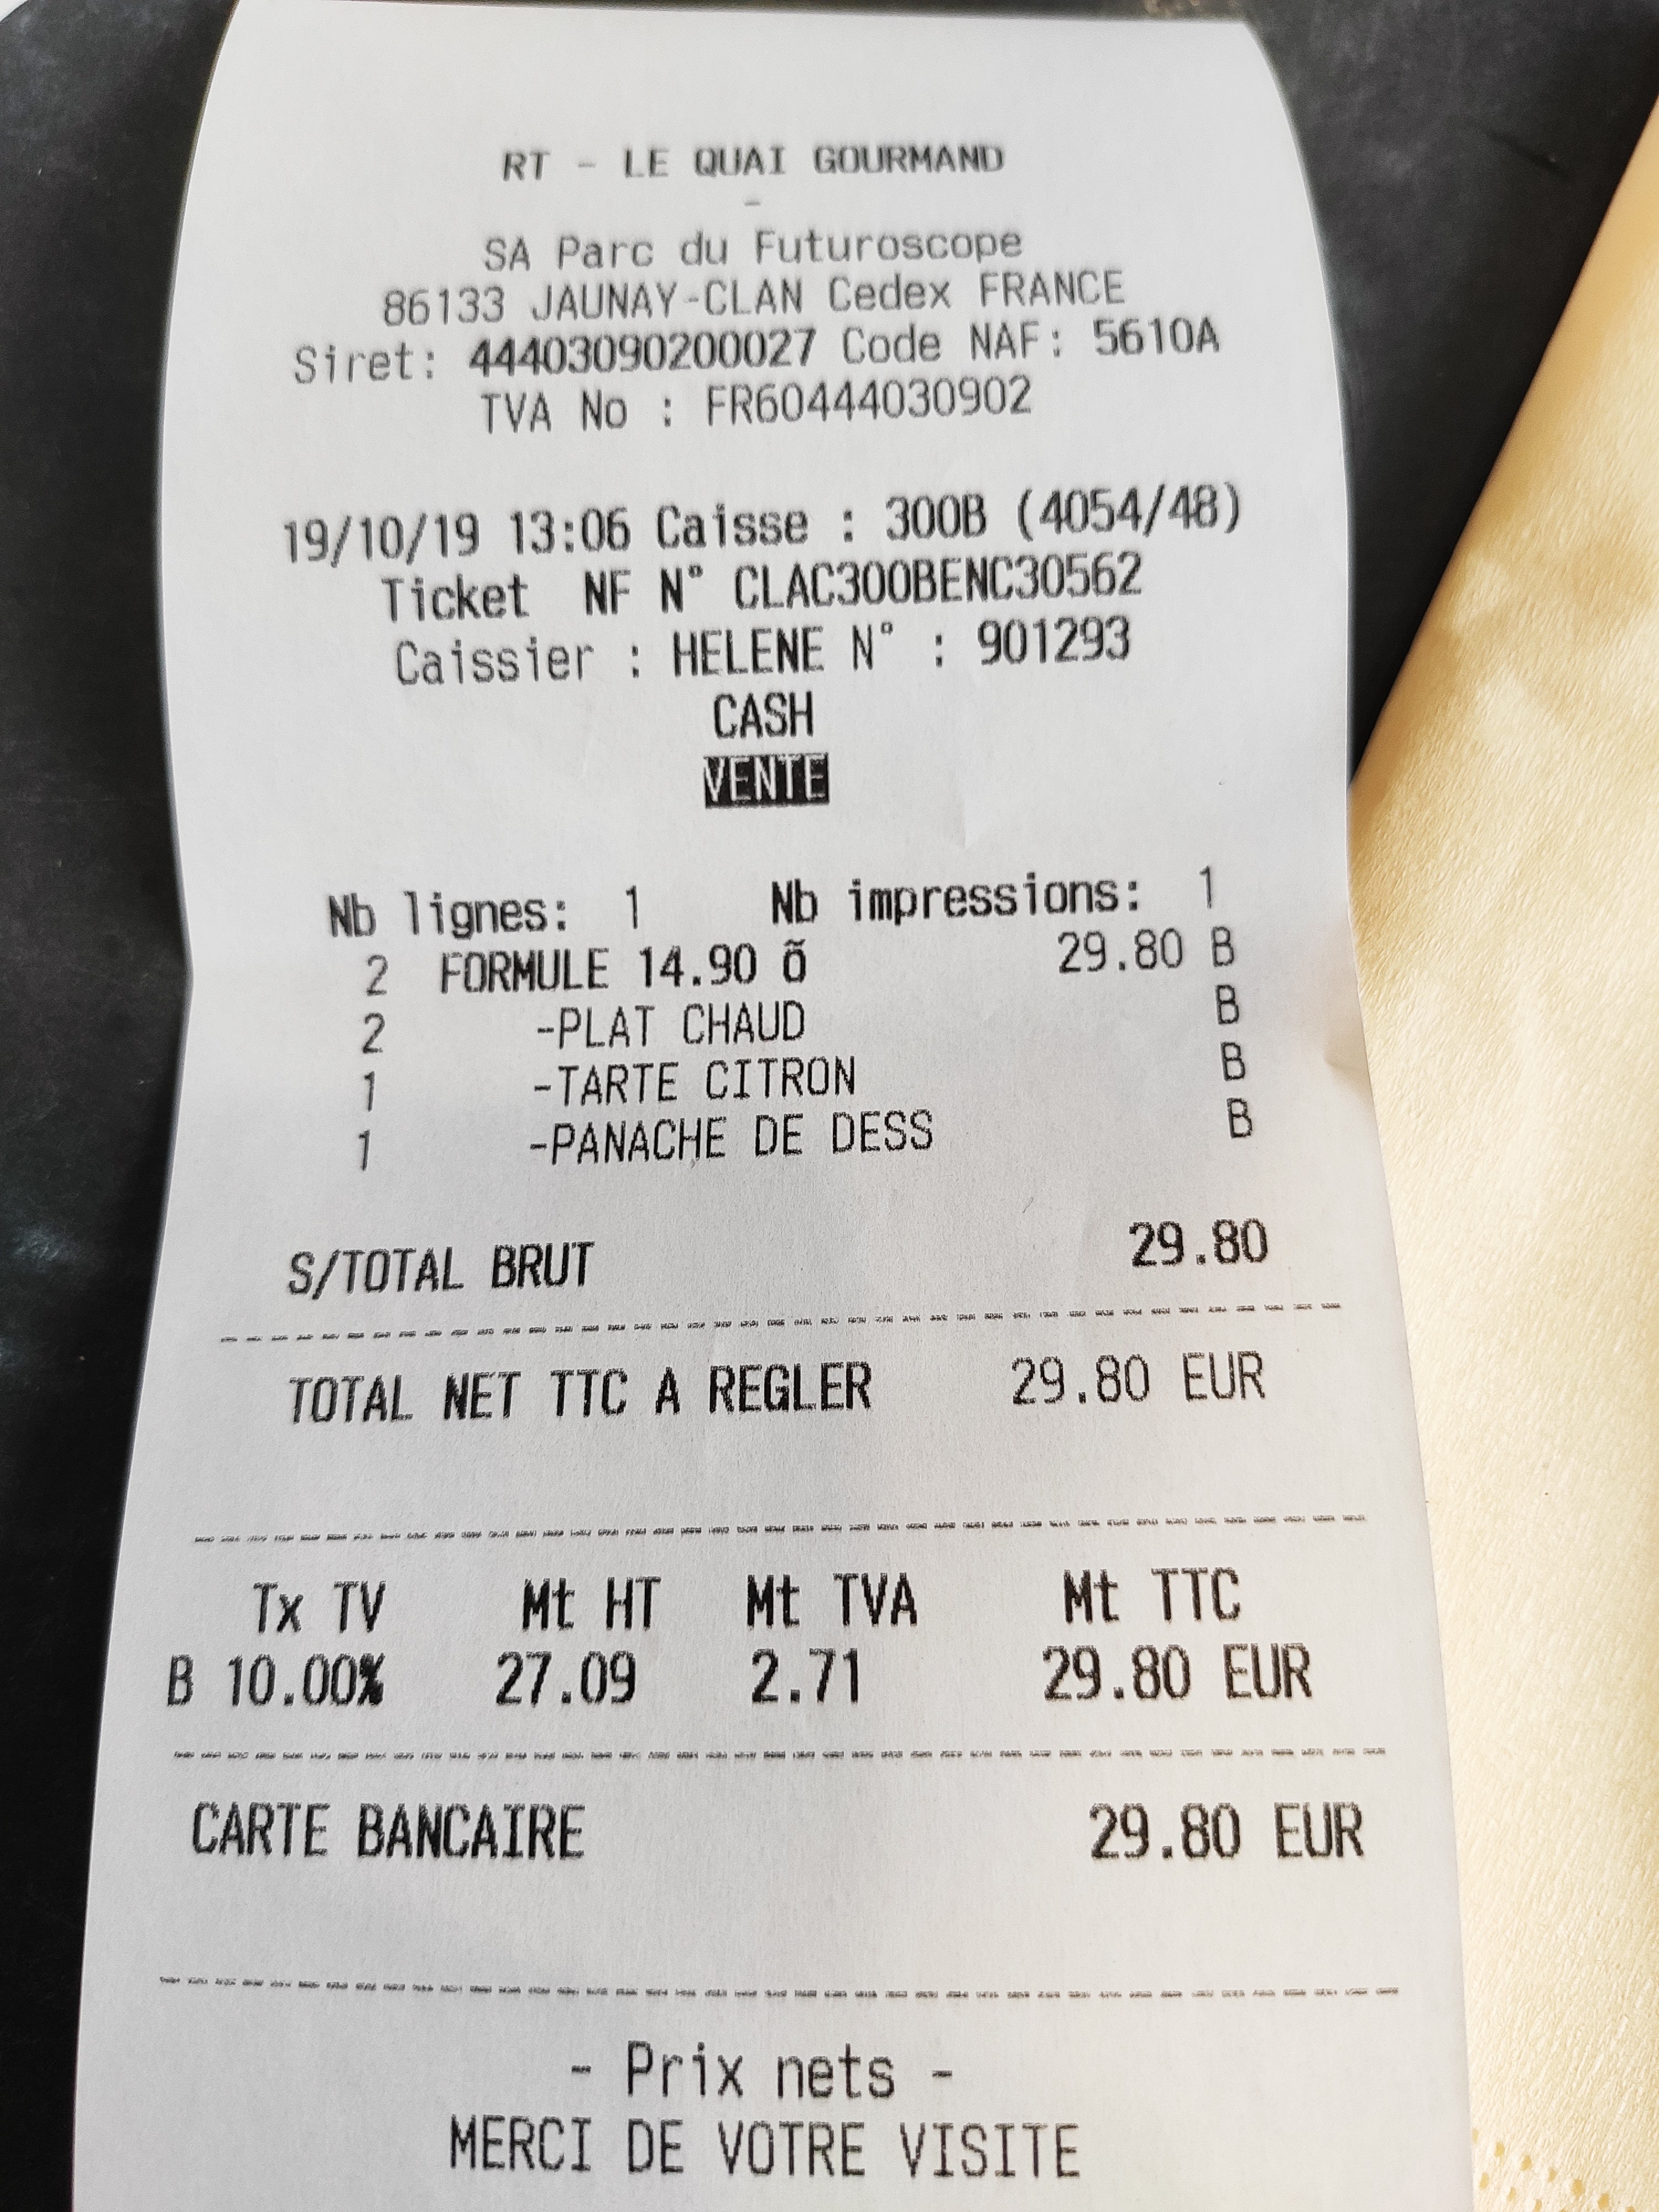 RT - LE QUAI GOURMAND
-
SA Parc du Futuroscope
86133 JAUNAY-CLAN Cedex FRANCE
Siret: 44403090200027 Code NAF: 5610A
TVA No : FR60444030902
19/10/19 13:06 Caisse : 300B (4054/48)
Ticket NF N° CLAC300BENC30562
Caissier : HELENE N° : 901293
CASH
VENTE
Nb lignes: 1 Nb impressions: 1
2 FORMULE 14.90 õ 29.80 B
2 -PLAT CHAUD B
1 -TARTE CITRON B
1 -PANACHE DE DESS B
S/TOTAL BRUT 29.80
TOTAL NET TTC A REGLER 29.80 EUR
Tx TV Mt HT Mt TVA Mt TTC
B 10.00% 27.09 2.71 29.80 EUR
CARTE BANCAIRE 29.80 EUR
- Prix nets -
MERCI DE VOTRE VISITE